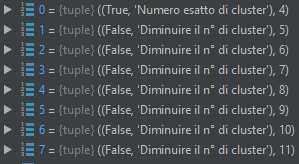 0 = {tuple} ((True, 'Numero esatto di cluster'), 4)
1 = {tuple} ((False, 'Diminuire il n° di cluster'), 5)
2 = {tuple} ((False, 'Diminuire il n° di cluster'), 6)
3 = {tuple} ((False, 'Diminuire il n° di cluster'), 7)
4 = {tuple} ((False, 'Diminuire il n° di cluster'), 8)
5 = {tuple} ((False, 'Diminuire il n° di cluster'), 9)
6 = {tuple} ((False, 'Diminuire il n° di cluster'), 10)
7 = {tuple} ((False, 'Diminuire il n° di cluster'), 11)